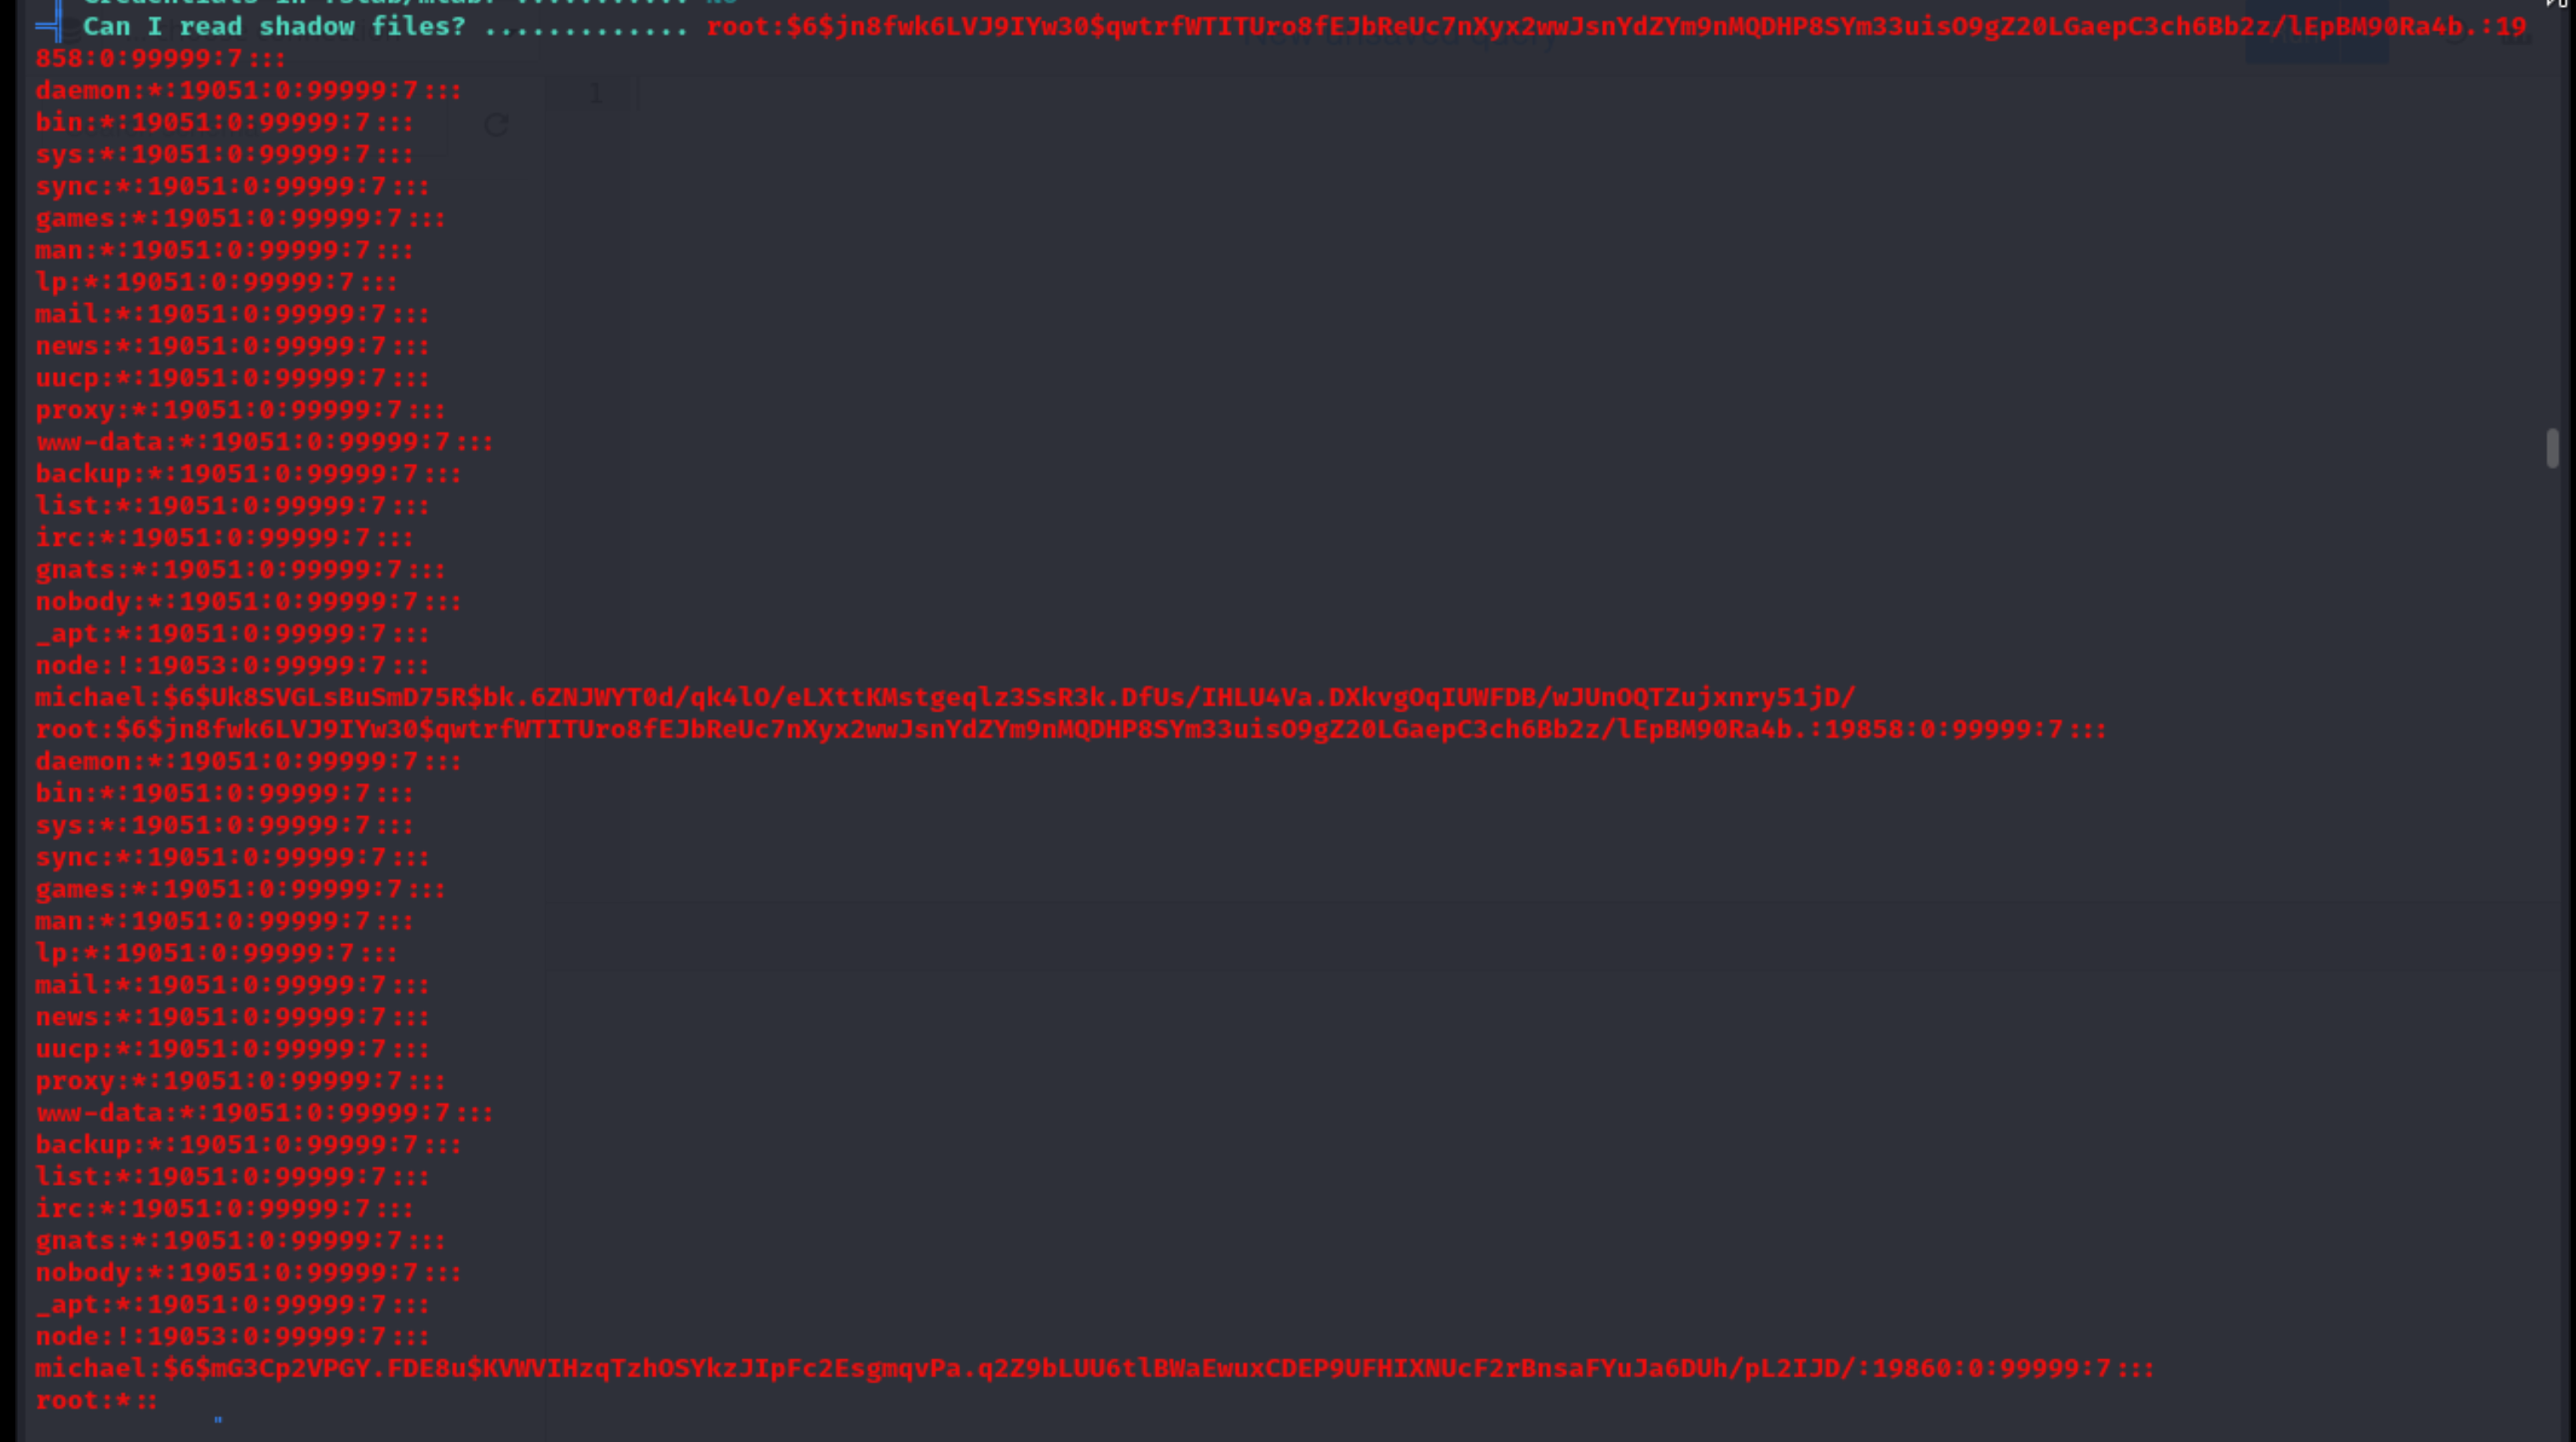 Can I read shadow files? ............. root:$6$jn8fwk6LVJ9IYw30$qwtrfWTITUro8fEJbReUc7nXyx2wwJsnYdZYm9nMQDHP8SYm33uisO9gZ20LGaepC3ch6Bb2z/lEpBM90Ra4b.:19
858:0:99999:7:::
daemon:*:19051:0:99999:7:::
bin:*:19051:0:99999:7:::
sys:*:19051:0:99999:7:::
sync:*:19051:0:99999:7:::
games:*:19051:0:99999:7:::
man:*:19051:0:99999:7:::
lp:*:19051:0:99999:7:::
mail:*:19051:0:99999:7:::
news:*:19051:0:99999:7:::
uucp:*:19051:0:99999:7:::
proxy:*:19051:0:99999:7:::
www-data:*:19051:0:99999:7:::
backup:*:19051:0:99999:7:::
list:*:19051:0:99999:7:::
irc:*:19051:0:99999:7:::
gnats:*:19051:0:99999:7:::
nobody:*:19051:0:99999:7:::
_apt:*:19051:0:99999:7:::
node:!:19053:0:99999:7:::
michael:$6$Uk8SVGLsBuSmD75R$bk.6ZNJWYT0d/qk4lO/eLXttKMstgeqlz3SsR3k.DfUs/IHLU4Va.DXkvgOqIUWFDB/wJUnOQTZujxnry51jD/
root:$6$jn8fwk6LVJ9IYw30$qwtrfWTITUro8fEJbReUc7nXyx2wwJsnYdZYm9nMQDHP8SYm33uisO9gZ20LGaepC3ch6Bb2z/lEpBM90Ra4b.:19858:0:99999:7:::
daemon:*:19051:0:99999:7:::
bin:*:19051:0:99999:7:::
sys:*:19051:0:99999:7:::
sync:*:19051:0:99999:7:::
games:*:19051:0:99999:7:::
man:*:19051:0:99999:7:::
lp:*:19051:0:99999:7:::
mail:*:19051:0:99999:7:::
news:*:19051:0:99999:7:::
uucp:*:19051:0:99999:7:::
proxy:*:19051:0:99999:7:::
www-data:*:19051:0:99999:7:::
backup:*:19051:0:99999:7:::
list:*:19051:0:99999:7:::
irc:*:19051:0:99999:7:::
gnats:*:19051:0:99999:7:::
nobody:*:19051:0:99999:7:::
_apt:*:19051:0:99999:7:::
node:!:19053:0:99999:7:::
michael:$6$mG3Cp2VPGY.FDE8u$KVWVIHzqTzhOSYkzJIpFc2EsgmqvPa.q2Z9bLUU6tlBWaEwuxCDEP9UFHIXNUcF2rBnsaFYuJa6DUh/pL2IJD/:19860:0:99999:7:::
root:*::
"